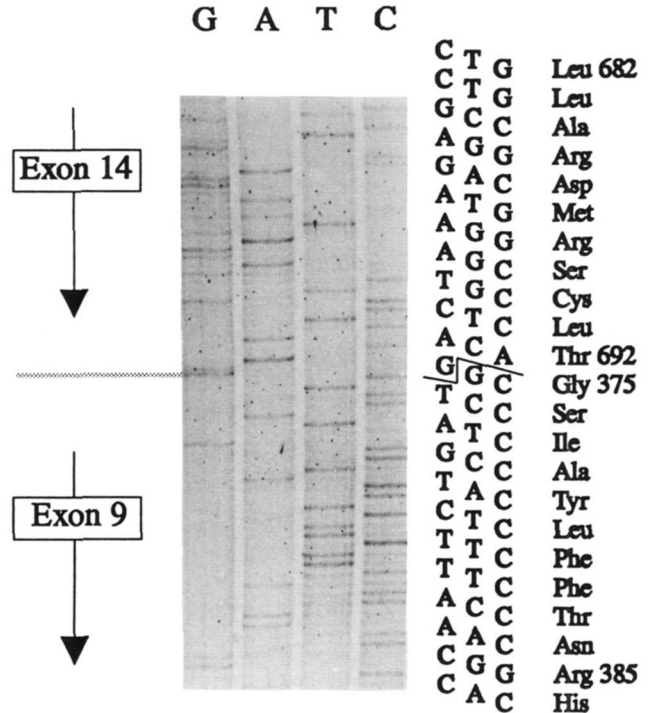 G A T C
C T G Leu 682
C T G Leu
G C C Ala
A G G Arg
Exon 14
G A C Asp
A T G Met
A G G Arg
A G C Ser
T G C Cys
C T C Leu
A C A Thr 692
G G C Gly 375
T C C Ser
A T C Ile
G C C Ala
T A C Tyr
Exon 9
C T C Leu
T T C Phe
T T C Phe
A C C Thr
A A C Asn
C G G Arg 385
C A C His